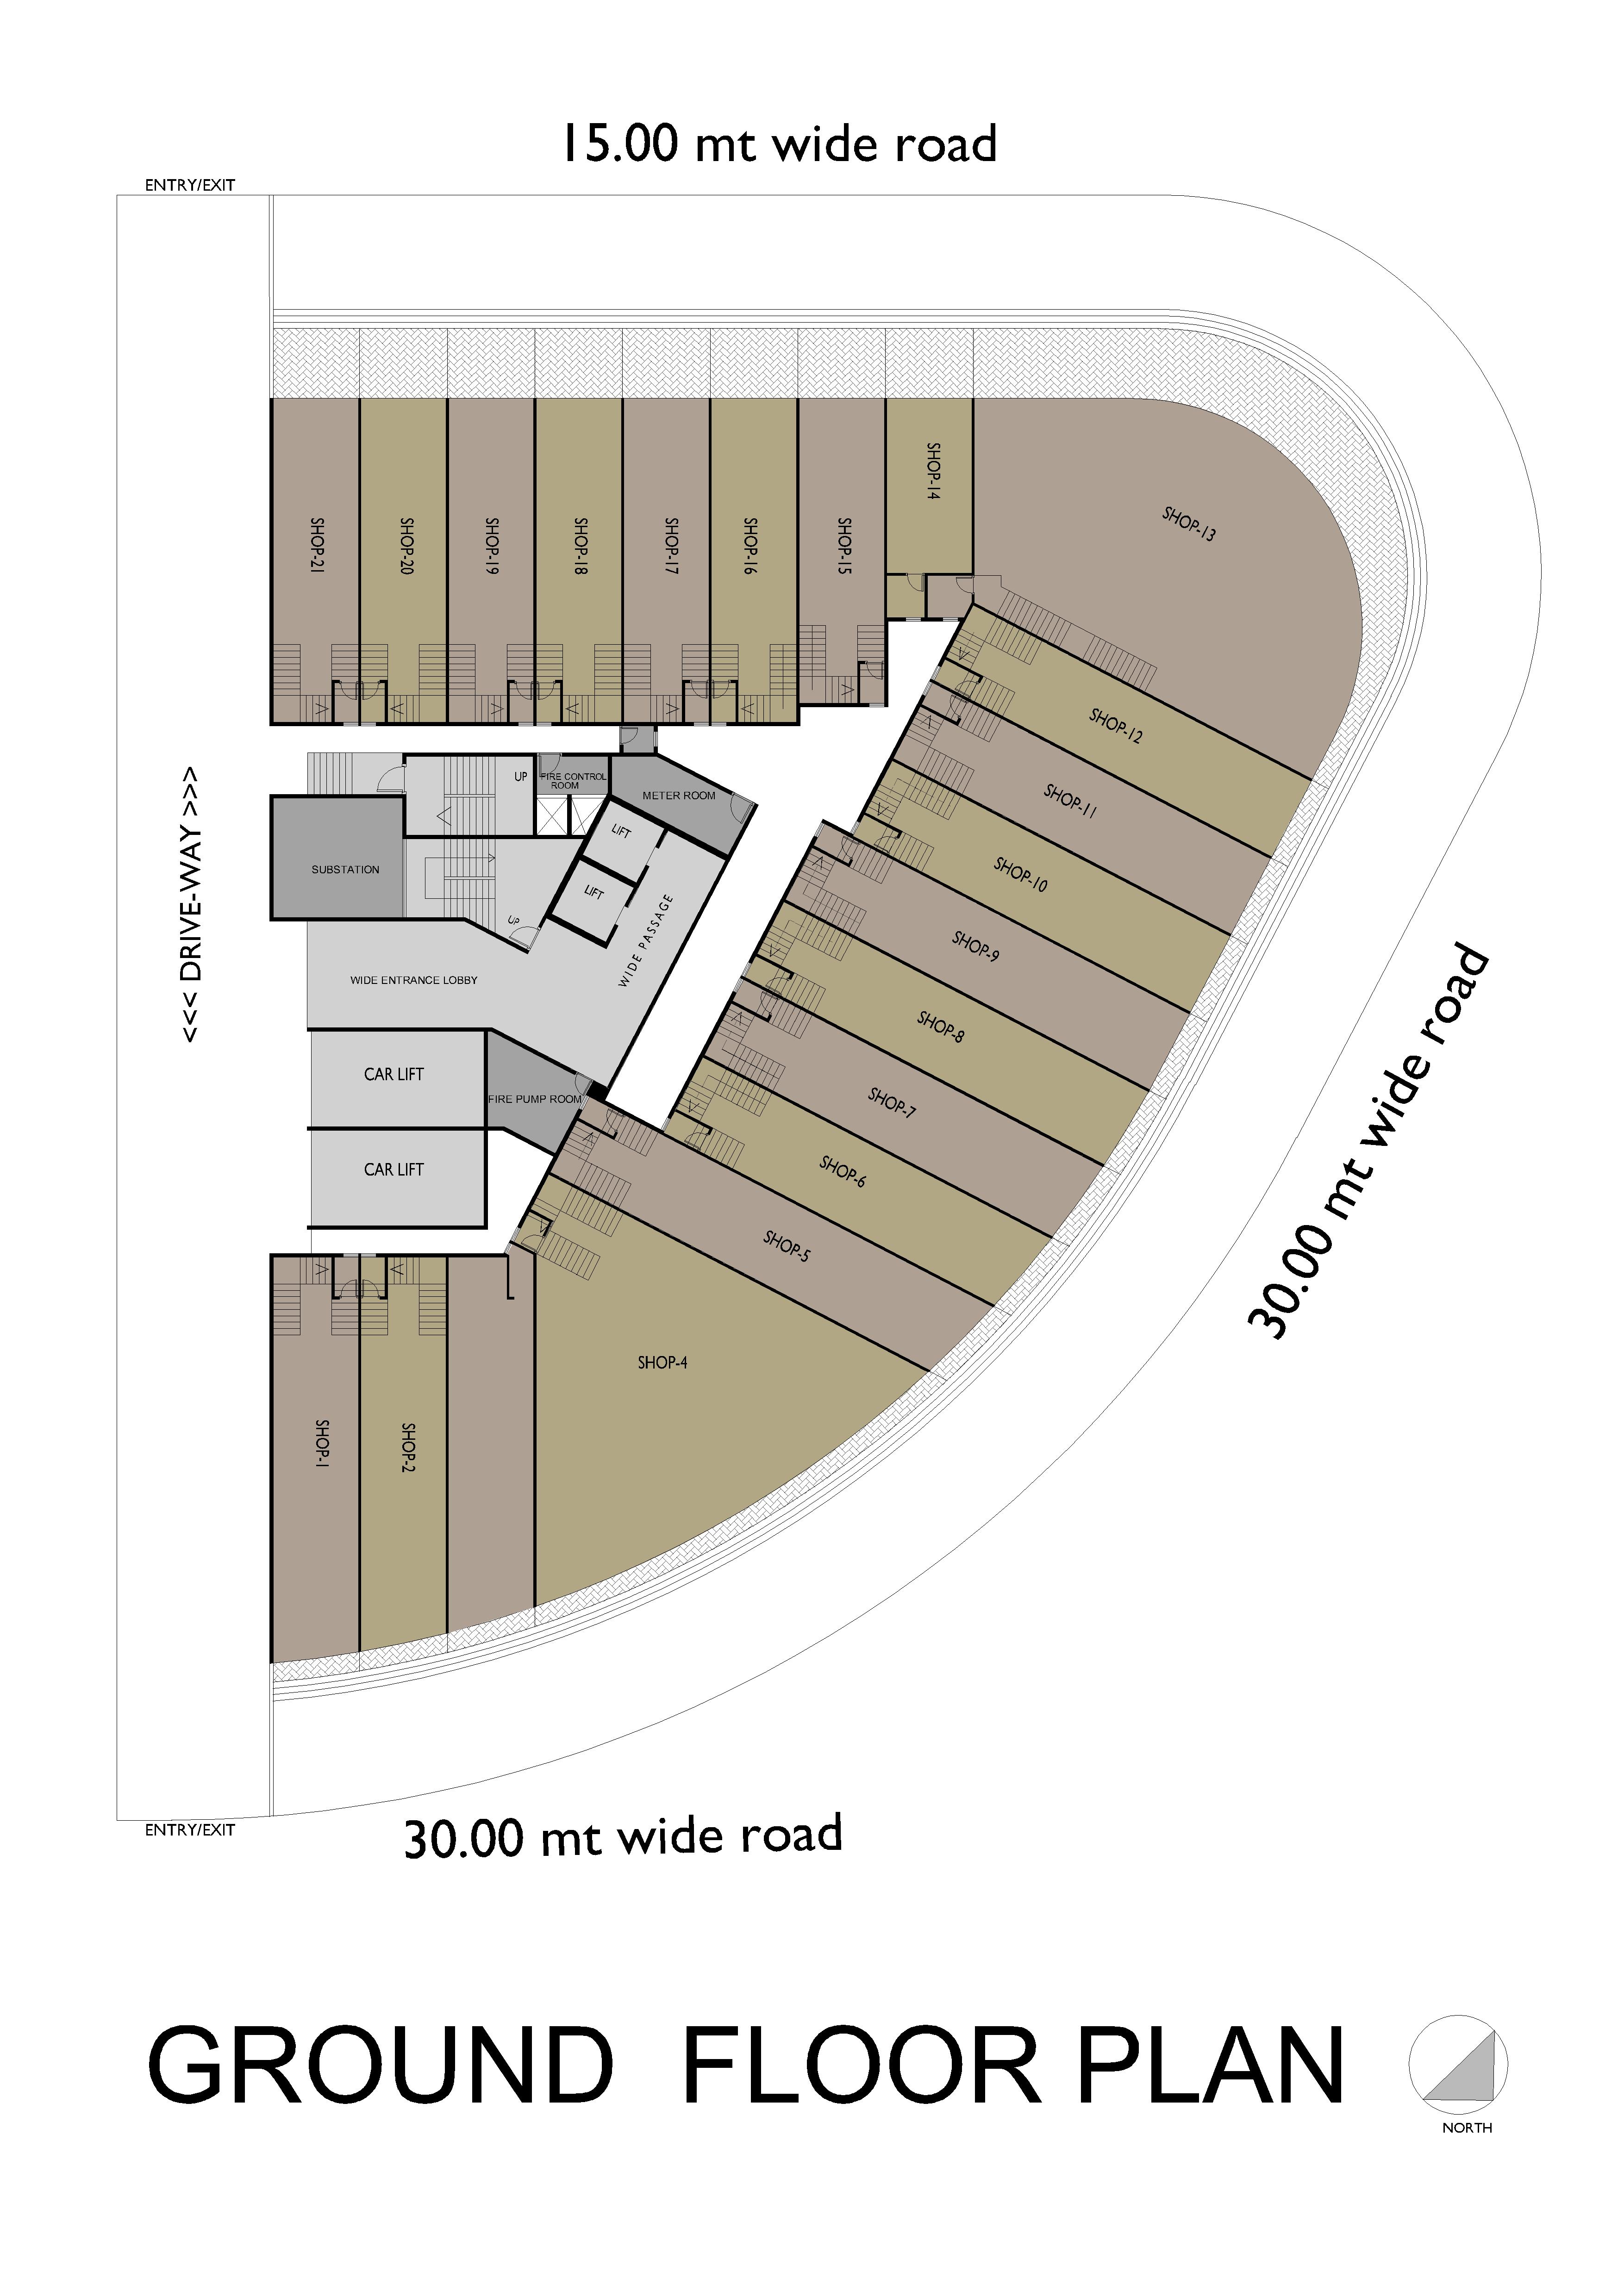 15.00 mt wide road
ENTRY/EXIT
SHOP-21
SHOP-20
SHOP-19
SHOP-18
SHOP-17
SHOP-16
SHOP-15
SHOP-14
SHOP-13
SHOP-12
SHOP-11
SHOP-10
SHOP-9
SHOP-8
SHOP-7
SHOP-6
SHOP-5
SHOP-4
SHOP-2
SHOP-1
UP
FIRE CONTROL
ROOM
METER ROOM
LIFT
LIFT
SUBSTATION
UP
WIDE PASSAGE
WIDE ENTRANCE LOBBY
CAR LIFT
FIRE PUMP ROOM
CAR LIFT
<<< DRIVE-WAY >>>
30.00 mt wide road
30.00 mt wide road
ENTRY/EXIT
GROUND FLOOR PLAN
NORTH